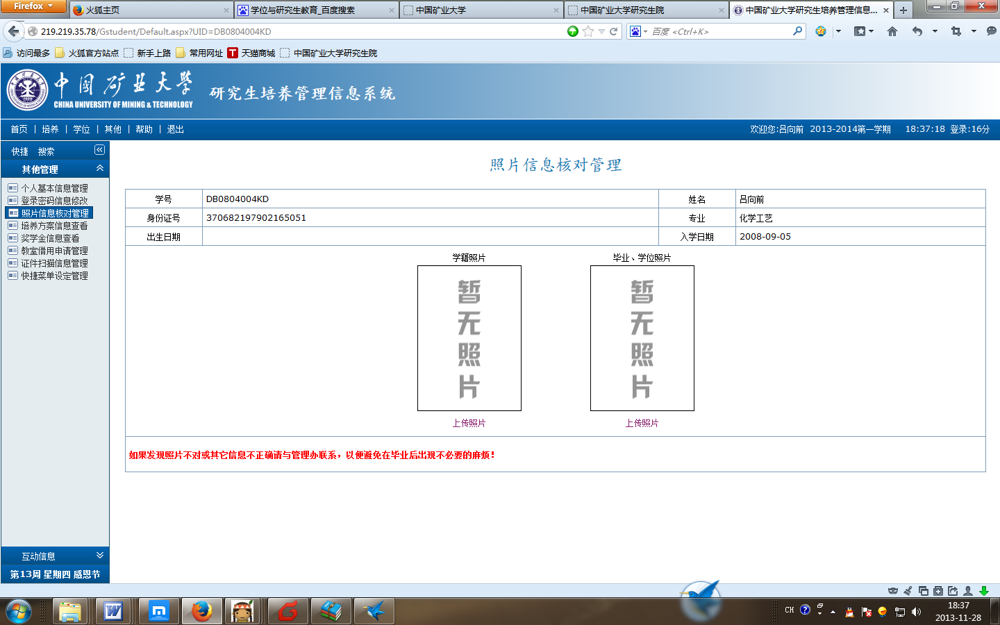 Firefox
火狐主页
学位与研究生教育_百度搜索
中国矿业大学
中国矿业大学研究生院
中国矿业大学研究生培养管理信息...
219.219.35.78/Gstudent/Default.aspx?UID=DB0804004KD
百度 <Ctrl+K>
访问最多 火狐官方站点 新手上路 常用网址 天猫商城 中国矿业大学研究生院
中国矿业大学 研究生培养管理信息系统
CHINA UNIVERSITY OF MINING & TECHNOLOGY
首页 | 培养 | 学位 | 其他 | 帮助 | 退出
欢迎您:吕向前 2013-2014第一学期 18:37:18 登录:16分
快捷 搜索
其他管理
个人基本信息管理
登录密码信息修改
照片信息核对管理
培养方案信息查看
奖学金信息查看
教室借用申请管理
证件扫描信息管理
快捷菜单设定管理
互动信息
第13周 星期四 感恩节
照片信息核对管理
学号 DB0804004KD 姓名 吕向前
身份证号 370682197902165051 专业 化学工艺
出生日期 入学日期 2008-09-05
学籍照片 毕业、学位照片
暂无照片 暂无照片
上传照片 上传照片
如果发现照片不对或其它信息不正确请与管理办联系，以便避免在毕业后出现不必要的麻烦！
CH
18:37
2013-11-28